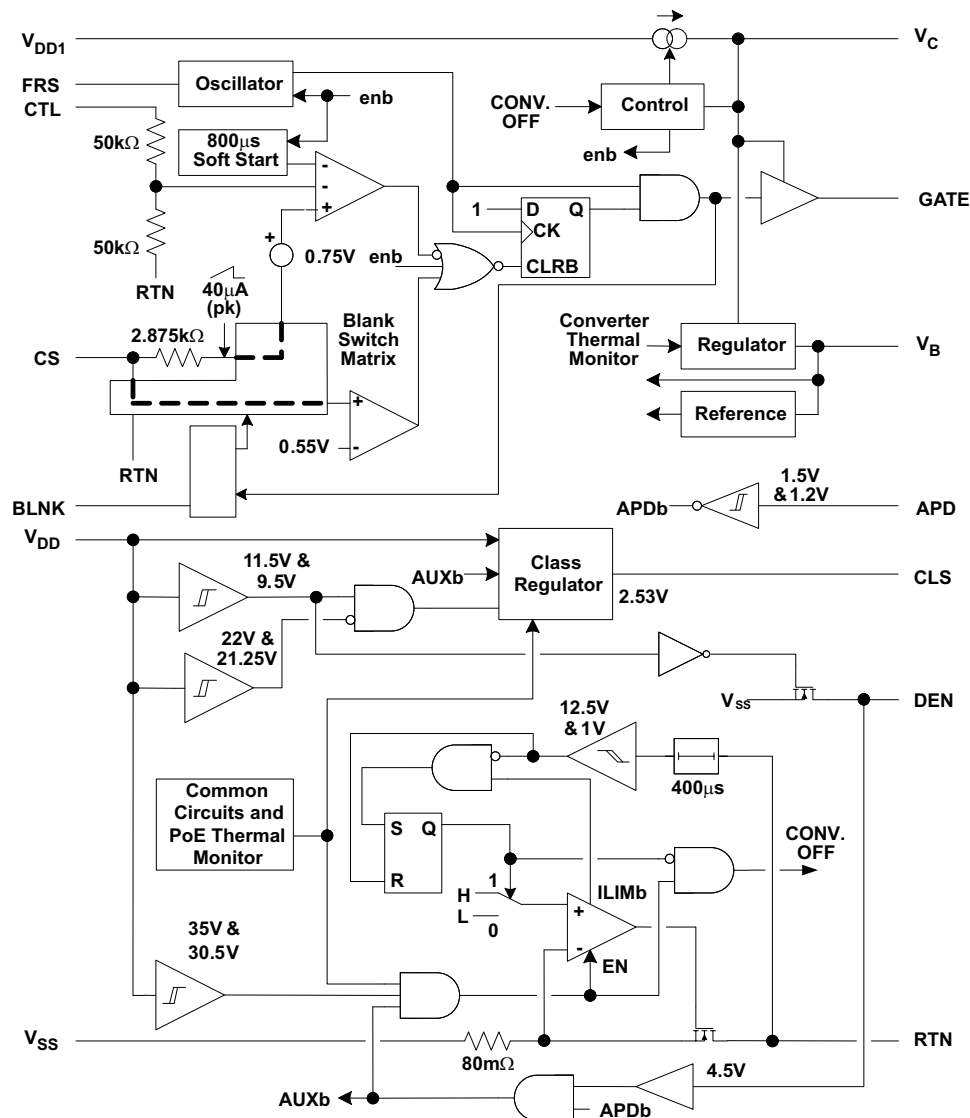 V_DD1
V_C
FRS
Oscillator
enb
CTL
CONV.
OFF
Control
50kΩ
800μs
Soft Start
enb
-
-
+
GATE
1
D
Q
CK
CLRB
50kΩ
+
0.75V
enb
RTN
40μA
(pk)
2.875kΩ
Blank
Switch
Matrix
Converter
Thermal
Monitor
Regulator
V_B
CS
+
-
0.55V
Reference
RTN
BLNK
1.5V
&1.2V
APDb
APD
V_DD
11.5V &
9.5V
AUXb
Class
Regulator
2.53V
CLS
22V &
21.25V
V_SS
DEN
12.5V
&1V
400μs
Common
Circuits and
PoE Thermal
Monitor
S
Q
R
CONV.
OFF
H
1
L
0
ILIMb
+
-
EN
35V &
30.5V
V_SS
80mΩ
RTN
4.5V
AUXb
APDb